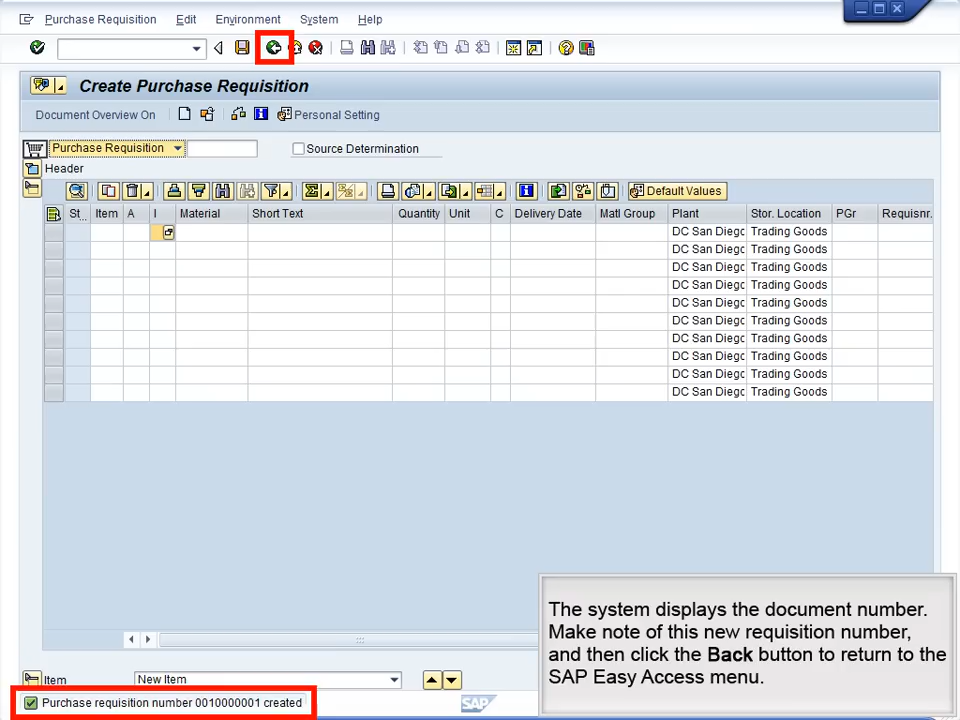 Purchase Requisition Edit Environment System Help
Create Purchase Requisition
Document Overview On Personal Setting
Purchase Requisition Source Determination
Header
Default Values
St.. Item A I Material Short Text Quantity Unit C Delivery Date Matl Group Plant Stor. Location PGr Requisnr.
DC San Diego Trading Goods
DC San Diego Trading Goods
DC San Diego Trading Goods
DC San Diego Trading Goods
DC San Diego Trading Goods
DC San Diego Trading Goods
DC San Diego Trading Goods
DC San Diego Trading Goods
DC San Diego Trading Goods
DC San Diego Trading Goods
The system displays the document number.
Make note of this new requisition number,
and then click the Back button to return to the
SAP Easy Access menu.
Item New Item
Purchase requisition number 0010000001 created
SAP